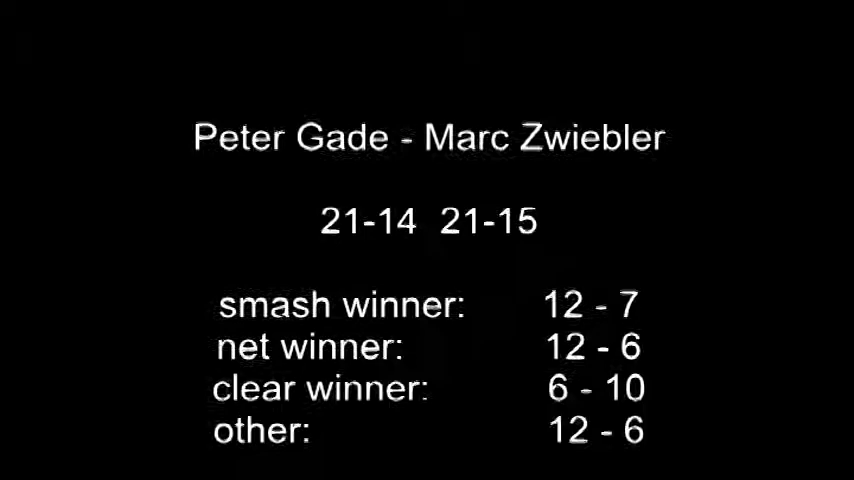 Peter Gade - Marc Zwiebler
21-14 21-15
smash winner: 12 - 7
net winner: 12 - 6
clear winner: 6 - 10
other: 12 - 6